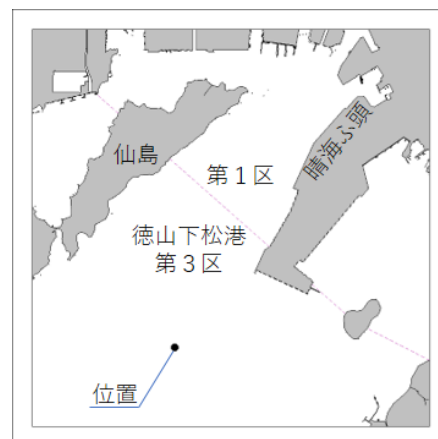 仙島
晴海ふ頭
第１区
徳山下松港
第３区
位置